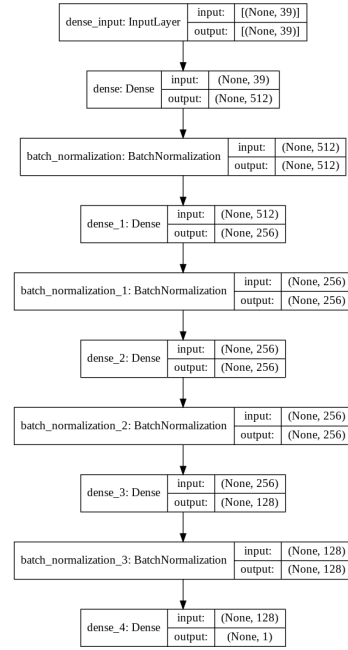 dense_input: InputLayer input: [(None, 39)]
output: [(None, 39)]
dense: Dense input: (None, 39)
output: (None, 512)
batch_normalization: BatchNormalization input: (None, 512)
output: (None, 512)
dense_1: Dense input: (None, 512)
output: (None, 256)
batch_normalization_1: BatchNormalization input: (None, 256)
output: (None, 256)
dense_2: Dense input: (None, 256)
output: (None, 256)
batch_normalization_2: BatchNormalization input: (None, 256)
output: (None, 256)
dense_3: Dense input: (None, 256)
output: (None, 128)
batch_normalization_3: BatchNormalization input: (None, 128)
output: (None, 128)
dense_4: Dense input: (None, 128)
output: (None, 1)